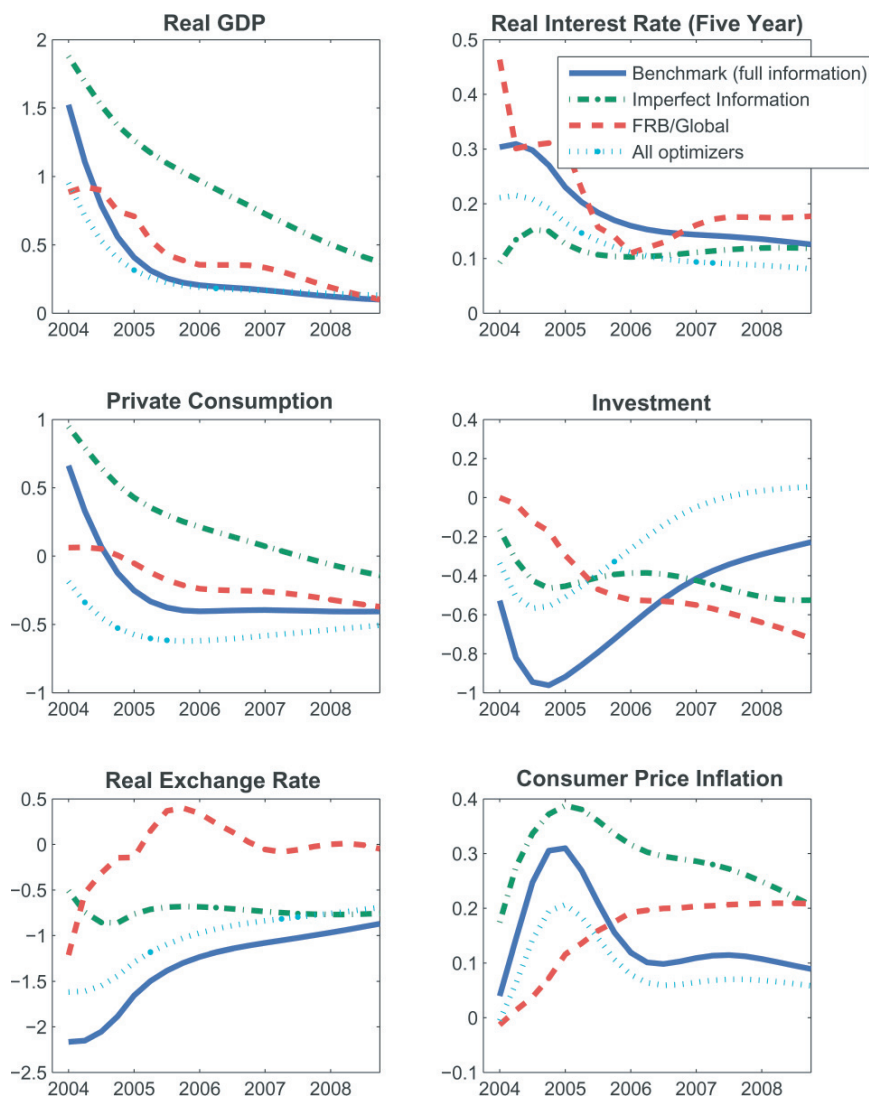 Real GDP
2
1.5
1
0.5
0
2004 2005 2006 2007 2008
Real Interest Rate (Five Year)
0.5
0.4
0.3
0.2
0.1
0
2004 2005 2006 2007 2008
Benchmark (full information)
Imperfect Information
FRB/Global
All optimizers
Private Consumption
1
0.5
0
−0.5
−1
2004 2005 2006 2007 2008
Investment
0.4
0.2
0
−0.2
−0.4
−0.6
−0.8
−1
2004 2005 2006 2007 2008
Real Exchange Rate
0.5
0
−0.5
−1
−1.5
−2
−2.5
2004 2005 2006 2007 2008
Consumer Price Inflation
0.4
0.3
0.2
0.1
0
−0.1
2004 2005 2006 2007 2008